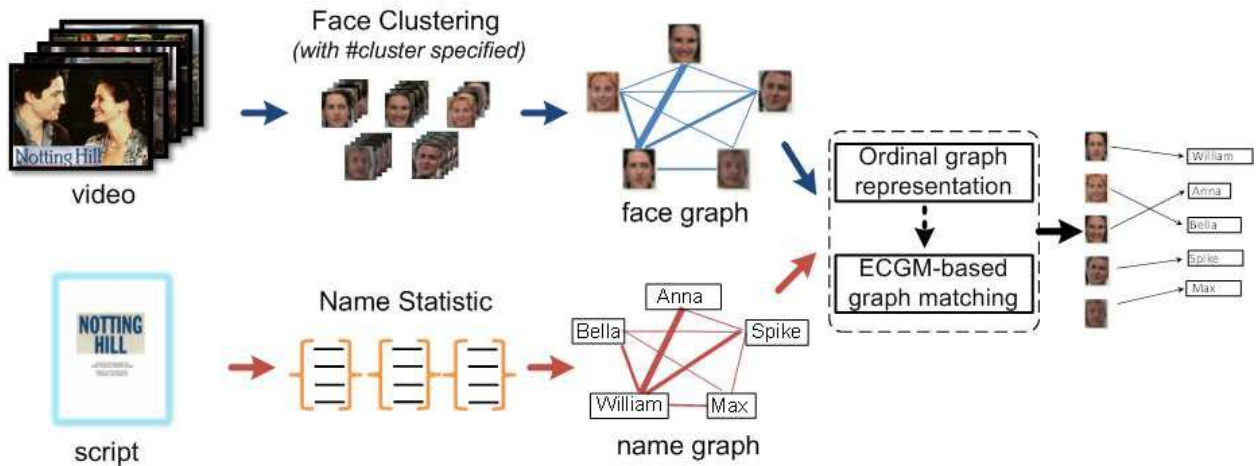 Face Clustering
(with #cluster specified)
Notting Hill
video
face graph
Ordinal graph
representation
ECGM-based
graph matching
William
Anna
Bella
Spike
Max
NOTTING
HILL
script
Name Statistic
Anna
Bella
Spike
William
Max
name graph